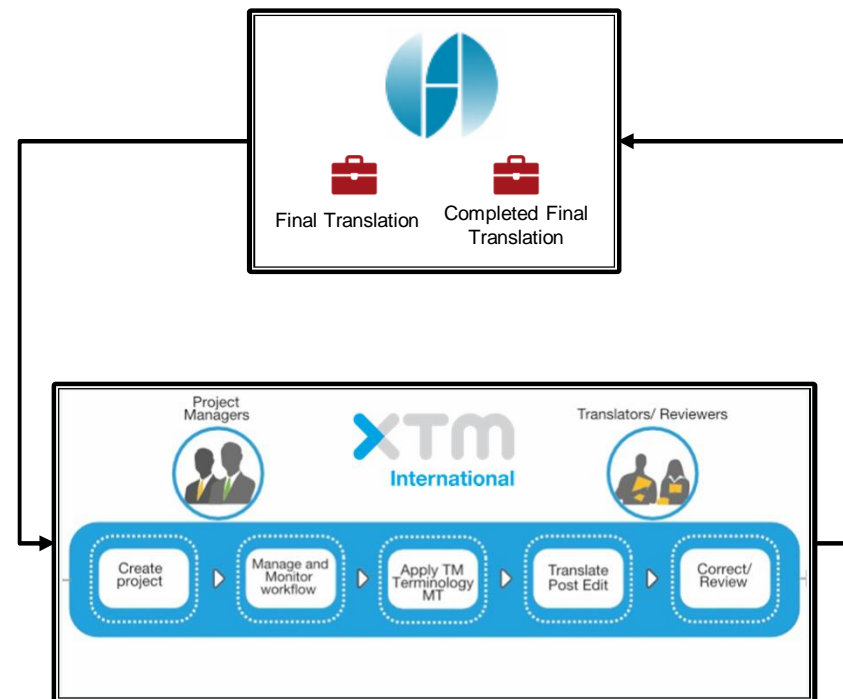 Final Translation
Completed Final
Translation
Project
Managers
XTM
International
Translators/ Reviewers
Create
project
Manage and
Monitor
workflow
Apply TM
Terminology
MT
Translate
Post Edit
Correct/
Review